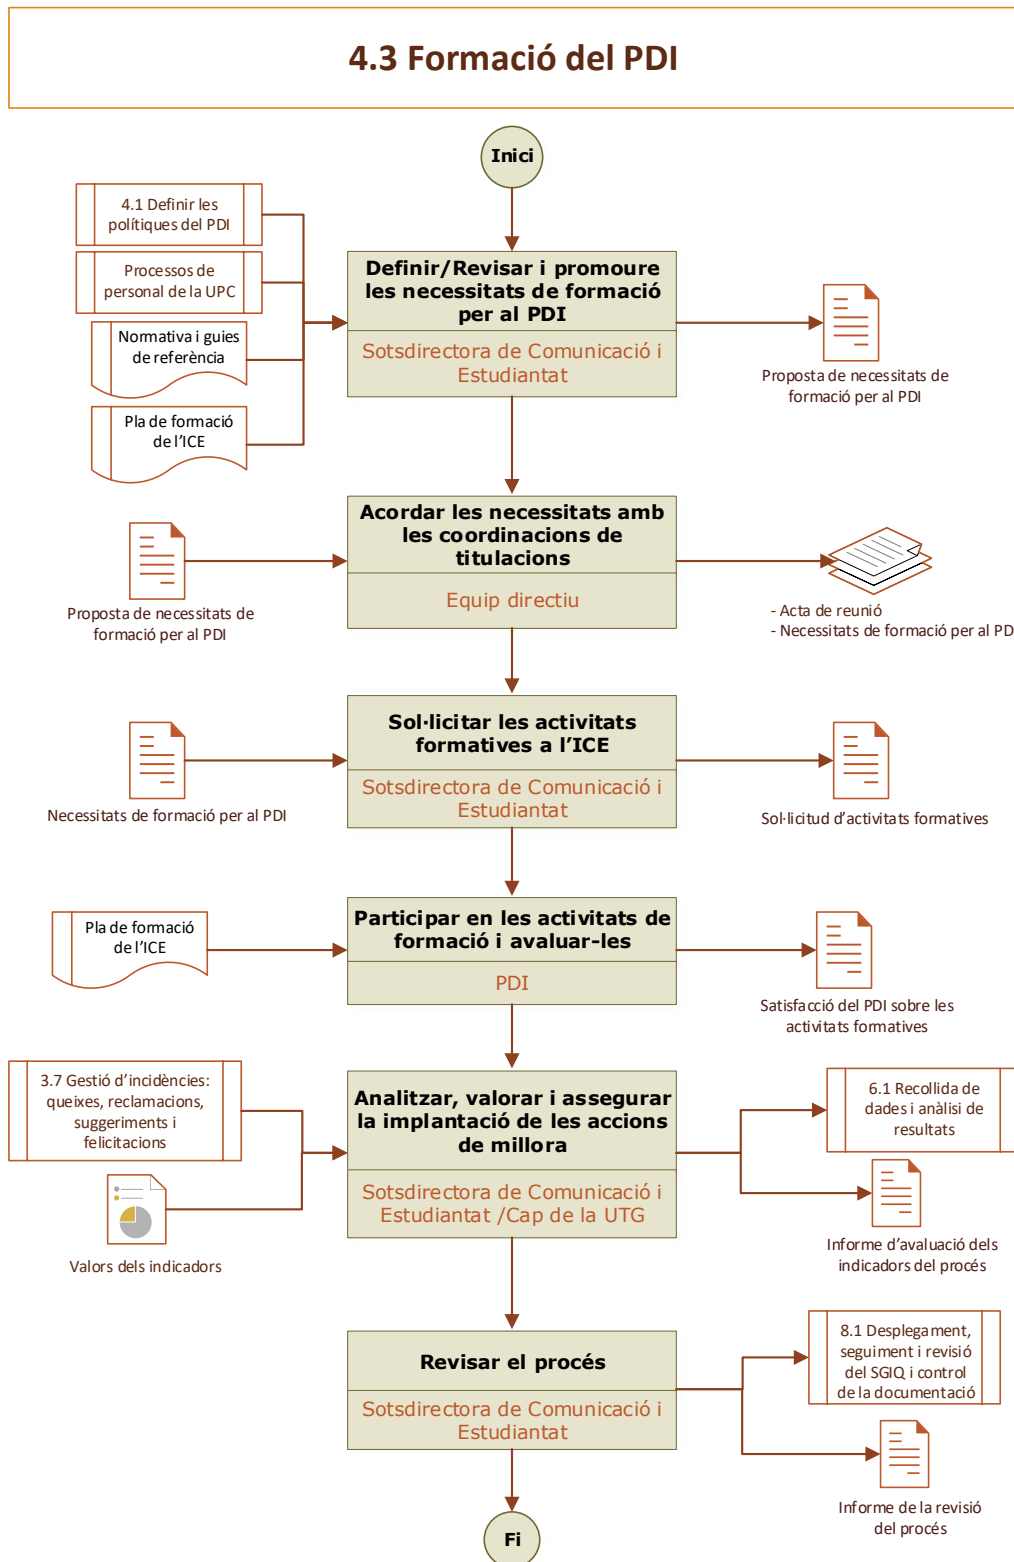 4.3 Formació del PDI
Inici
4.1 Definir les
polítiques del PDI
Processos de
personal de la UPC
Normativa i guies
de referència
Pla de formació
de l’ICE
Definir/Revisar i promoure
les necessitats de formació
per al PDI
Sotsdirectora de Comunicació i
Estudiantat
Proposta de necessitats de
formació per al PDI
Proposta de necessitats de
formació per al PDI
Acordar les necessitats amb
les coordinacions de
titulacions
Equip directiu
- Acta de reunió
- Necessitats de formació per al PD
Necessitats de formació per al PDI
Sol·licitar les activitats
formatives a l’ICE
Sotsdirectora de Comunicació i
Estudiantat
Sol·licitud d’activitats formatives
Pla de formació
de l’ICE
Participar en les activitats de
formació i avaluar-les
PDI
Satisfacció del PDI sobre les
activitats formatives
3.7 Gestió d’incidències:
queixes, reclamacions,
suggeriments i
felicitacions
Valors dels indicadors
Analitzar, valorar i assegurar
la implantació de les accions
de millora
Sotsdirectora de Comunicació i
Estudiantat /Cap de la UTG
6.1 Recollida de
dades i anàlisi de
resultats
Informe d’avaluació dels
indicadors del procés
Revisar el procés
Sotsdirectora de Comunicació i
Estudiantat
8.1 Desplegament,
seguiment i revisió
del SGIQ i control
de la documentació
Informe de la revisió
del procés
Fi